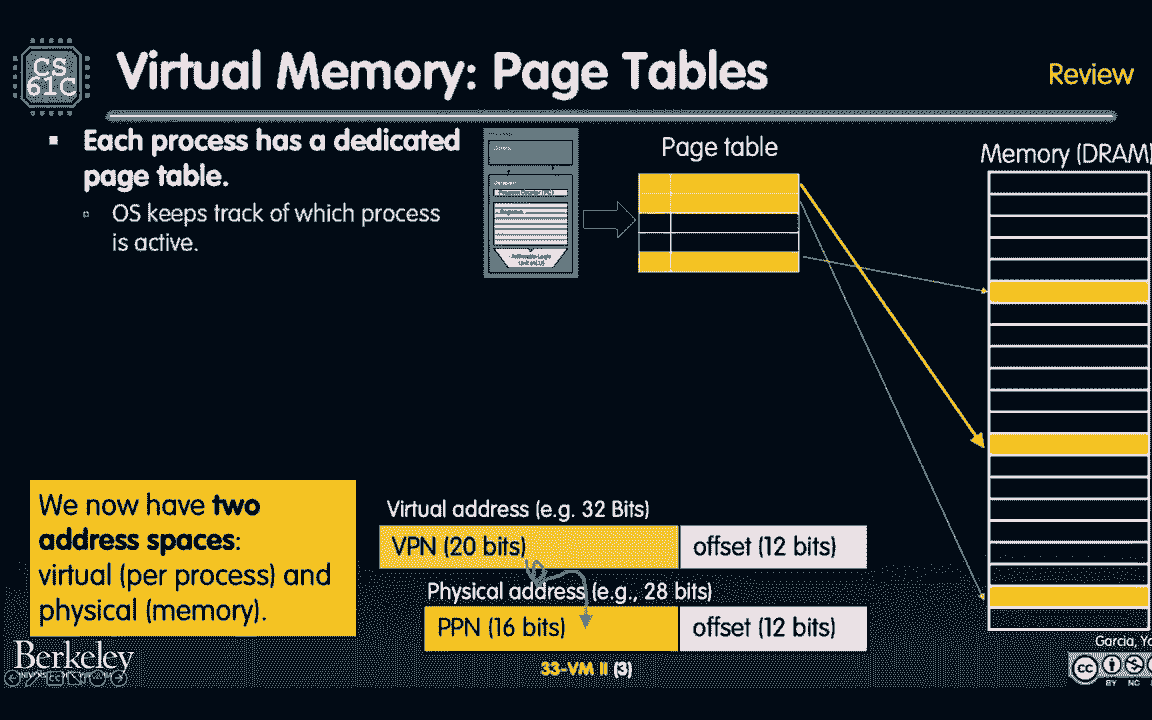 CS
61C
Virtual Memory: Page Tables
Review
▪ Each process has a dedicated
page table.
▫ OS keeps track of which process
is active.
Page table
Memory (DRAM)
We now have two
address spaces:
virtual (per process) and
physical (memory).
Virtual address (e.g. 32 Bits)
VPN (20 bits)
offset (12 bits)
Physical address (e.g., 28 bits)
PPN (16 bits)
offset (12 bits)
Berkeley
33-VM II (3)
Garcia,
cc
BY NC